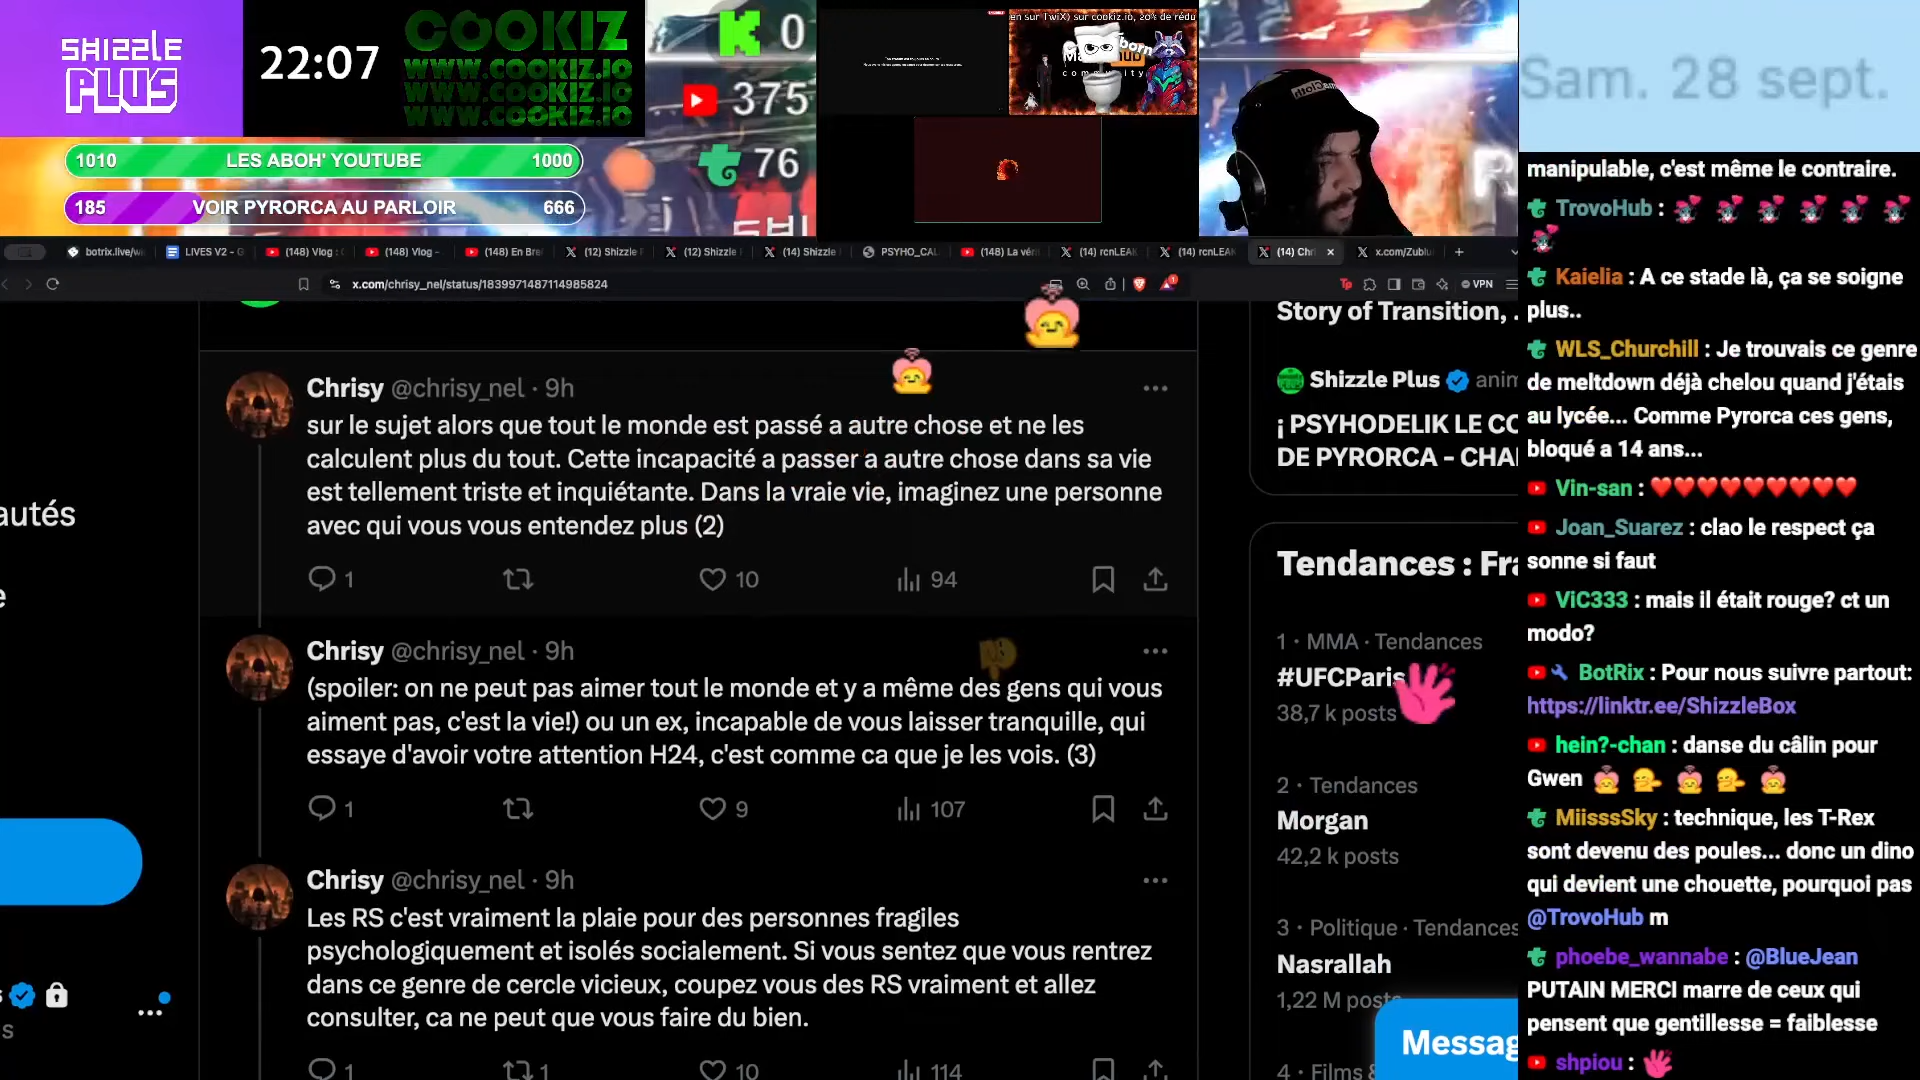 SHIZZLE
PLUS
22:07
COOKIZ
WWW.COOKIZ.IO
WWW.COOKIZ.IO
WWW.COOKIZ.IO
0
375
76
1010 LES ABOH' YOUTUBE 1000
185 VOIR PYRORCA AU PARLOIR 666
en sur TwiX) sur cookiz.io, 20% de rédu
born
hub
community
Sam. 28 sept.
botrix.live/wi
LIVES V2 - G
(148) Vlog :
(148) Vlog -
(148) En Bre
(12) Shizzle
(12) Shizzle
(14) Shizzle
PSYHO_CAL
(148) La véri
(14) rcnLEAK
(14) rcnLEAK
(14) Chri
x.com/Zublu
x.com/chrisy_nel/status/1839971487114985824
VPN
autés
e
s
Chrisy @chrisy_nel · 9h
sur le sujet alors que tout le monde est passé a autre chose et ne les
calculent plus du tout. Cette incapacité a passer a autre chose dans sa vie
est tellement triste et inquiétante. Dans la vraie vie, imaginez une personne
avec qui vous vous entendez plus (2)
1 10 94
Chrisy @chrisy_nel · 9h
(spoiler: on ne peut pas aimer tout le monde et y a même des gens qui vous
aiment pas, c'est la vie!) ou un ex, incapable de vous laisser tranquille, qui
essaye d'avoir votre attention H24, c'est comme ca que je les vois. (3)
1 9 107
Chrisy @chrisy_nel · 9h
Les RS c'est vraiment la plaie pour des personnes fragiles
psychologiquement et isolés socialement. Si vous sentez que vous rentrez
dans ce genre de cercle vicieux, coupez vous des RS vraiment et allez
consulter, ca ne peut que vous faire du bien.
1 1 10 114
Story of Transition, .
Shizzle Plus anim
¡ PSYHODELIK LE CO
DE PYRORCA - CHA
Tendances : Fra
1 · MMA · Tendances
#UFCParis
38,7 k posts
2 · Tendances
Morgan
42,2 k posts
3 · Politique · Tendances
Nasrallah
1,22 M posts
4 · Films &
Messag
manipulable, c'est même le contraire.
TrovoHub :
Kaielia : A ce stade là, ça se soigne
plus..
WLS_Churchill : Je trouvais ce genre
de meltdown déjà chelou quand j'étais
au lycée... Comme Pyrorca ces gens,
bloqué a 14 ans...
Vin-san : ❤❤❤❤❤❤❤❤❤
Joan_Suarez : clao le respect ça
sonne si faut
ViC333 : mais il était rouge? ct un
modo?
BotRix : Pour nous suivre partout:
https://linktr.ee/ShizzleBox
hein?-chan : danse du câlin pour
Gwen
MiisssSky : technique, les T-Rex
sont devenu des poules... donc un dino
qui devient une chouette, pourquoi pas
@TrovoHub m
phoebe_wannabe : @BlueJean
PUTAIN MERCI marre de ceux qui
pensent que gentillesse = faiblesse
shpiou :